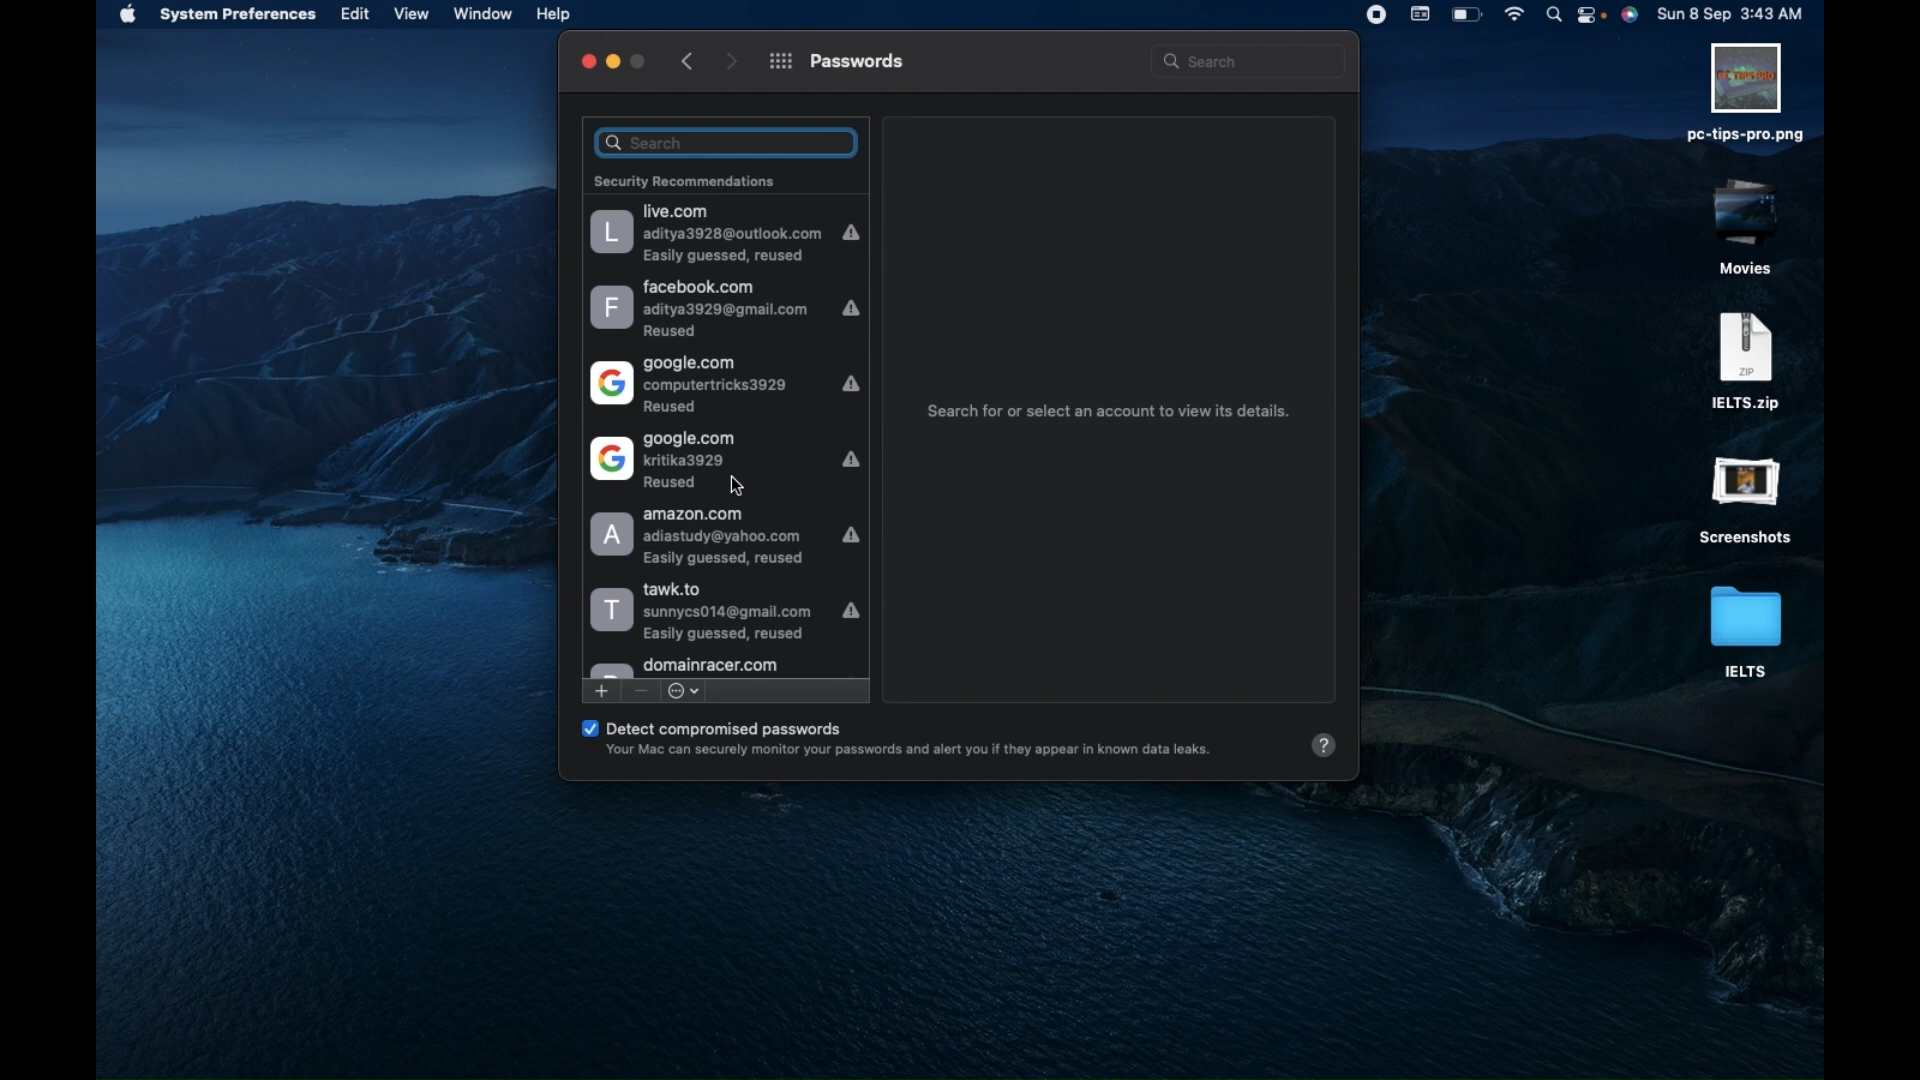 System Preferences Edit View Window Help Sun 8 Sep 3:43 AM
Passwords
Search
Search
Security Recommendations
L
live.com
aditya3928@outlook.com
Easily guessed, reused
F
facebook.com
aditya3929@gmail.com
Reused
G
google.com
computertricks3929
Reused
G
google.com
kritika3929
Reused
A
amazon.com
adiastudy@yahoo.com
Easily guessed, reused
T
tawk.to
sunnycs014@gmail.com
Easily guessed, reused
domainracer.com
Search for or select an account to view its details.
Detect compromised passwords
Your Mac can securely monitor your passwords and alert you if they appear in known data leaks.
?
PC TIPS PRO
pc-tips-pro.png
Movies
ZIP
IELTS.zip
Screenshots
IELTS